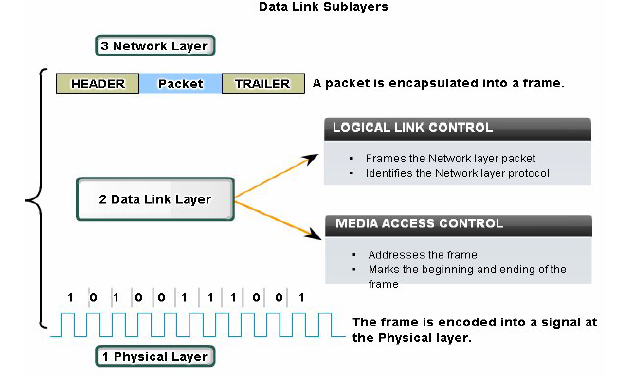 Data Link Sublayers
3 Network Layer
HEADER Packet TRAILER A packet is encapsulated into a frame.
LOGICAL LINK CONTROL
• Frames the Network layer packet
• Identifies the Network layer protocol
2 Data Link Layer
MEDIA ACCESS CONTROL
• Addresses the frame
• Marks the beginning and ending of the
frame
1 0 1 0 0 1 1 1 0 0 1
The frame is encoded into a signal at
the Physical layer.
1 Physical Layer